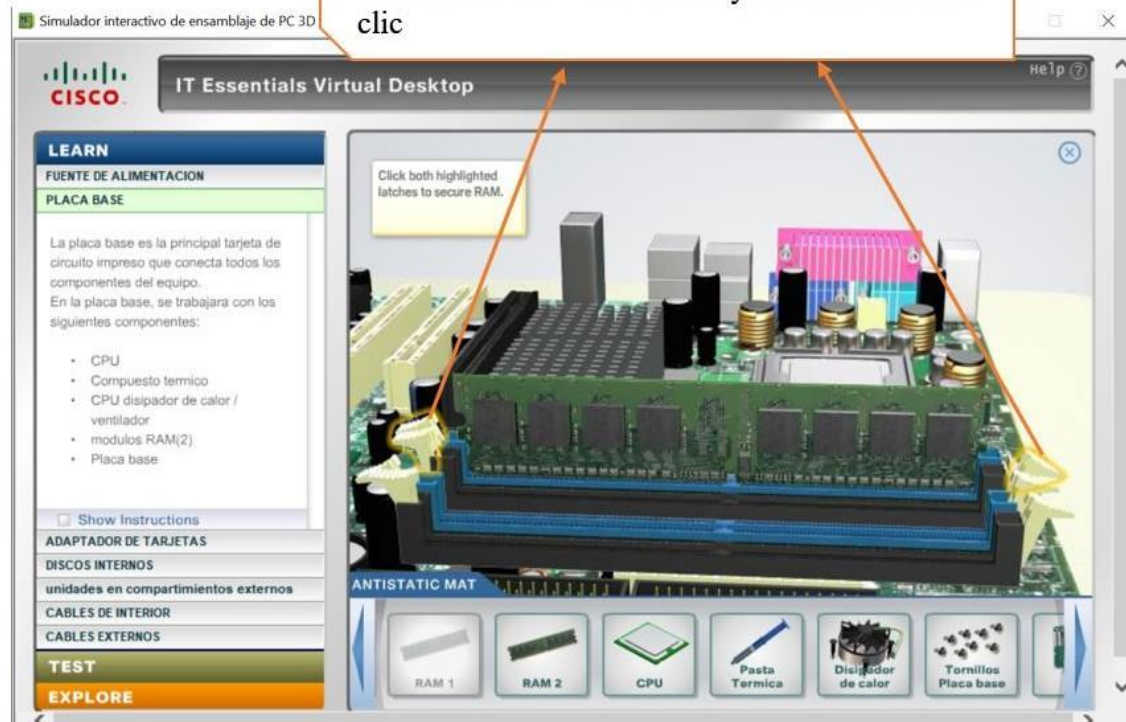 clic
Simulador interactivo de ensamblaje de PC 3D
CISCO
IT Essentials Virtual Desktop
Help ?
LEARN
FUENTE DE ALIMENTACION
PLACA BASE
La placa base es la principal tarjeta de
circuito impreso que conecta todos los
componentes del equipo.
En la placa base, se trabajara con los
siguientes componentes:
• CPU
• Compuesto termico
• CPU disipador de calor /
ventilador
• modulos RAM(2)
• Placa base
Show Instructions
ADAPTADOR DE TARJETAS
DISCOS INTERNOS
unidades en compartimientos externos
CABLES DE INTERIOR
CABLES EXTERNOS
TEST
EXPLORE
Click both highlighted
latches to secure RAM.
ANTISTATIC MAT
RAM 1
RAM 2
CPU
Pasta
Termica
Disipador
de calor
Tornillos
Placa base